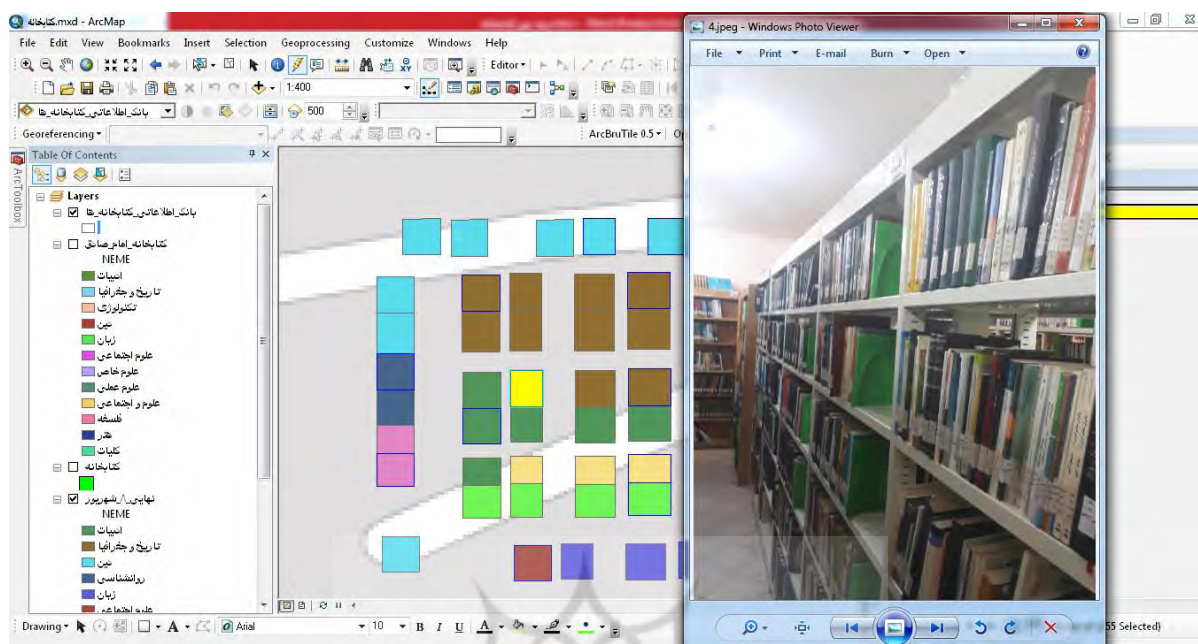 کتابخانه.mxd - ArcMap
File Edit View Bookmarks Insert Selection Geoprocessing Customize Windows Help
Editor
1:400
بانک_اطلاعاتی_کتابخانه_ها
500
Georeferencing
ArcBruTile 0.5
Table Of Contents
ArcToolbox
Layers
بانک_اطلاعاتی_کتابخانه_ها
کتابخانه_امام_صادق
NEME
ادبیات
تاریخ و جغرافیا
تکنولوژی
دین
زبان
علوم اجتماعی
علوم خاص
علوم عملی
علوم و اجتماعی
فلسفه
هنر
کلیات
کتابخانه
نهایی_۸_شهریور
NEME
ادبیات
تاریخ و جغرافیا
دین
روانشناسی
زبان
علوم اجتماعی
Drawing
A
Arial
10
B I U A
4.jpeg - Windows Photo Viewer
File Print E-mail Burn Open
55 Selected)